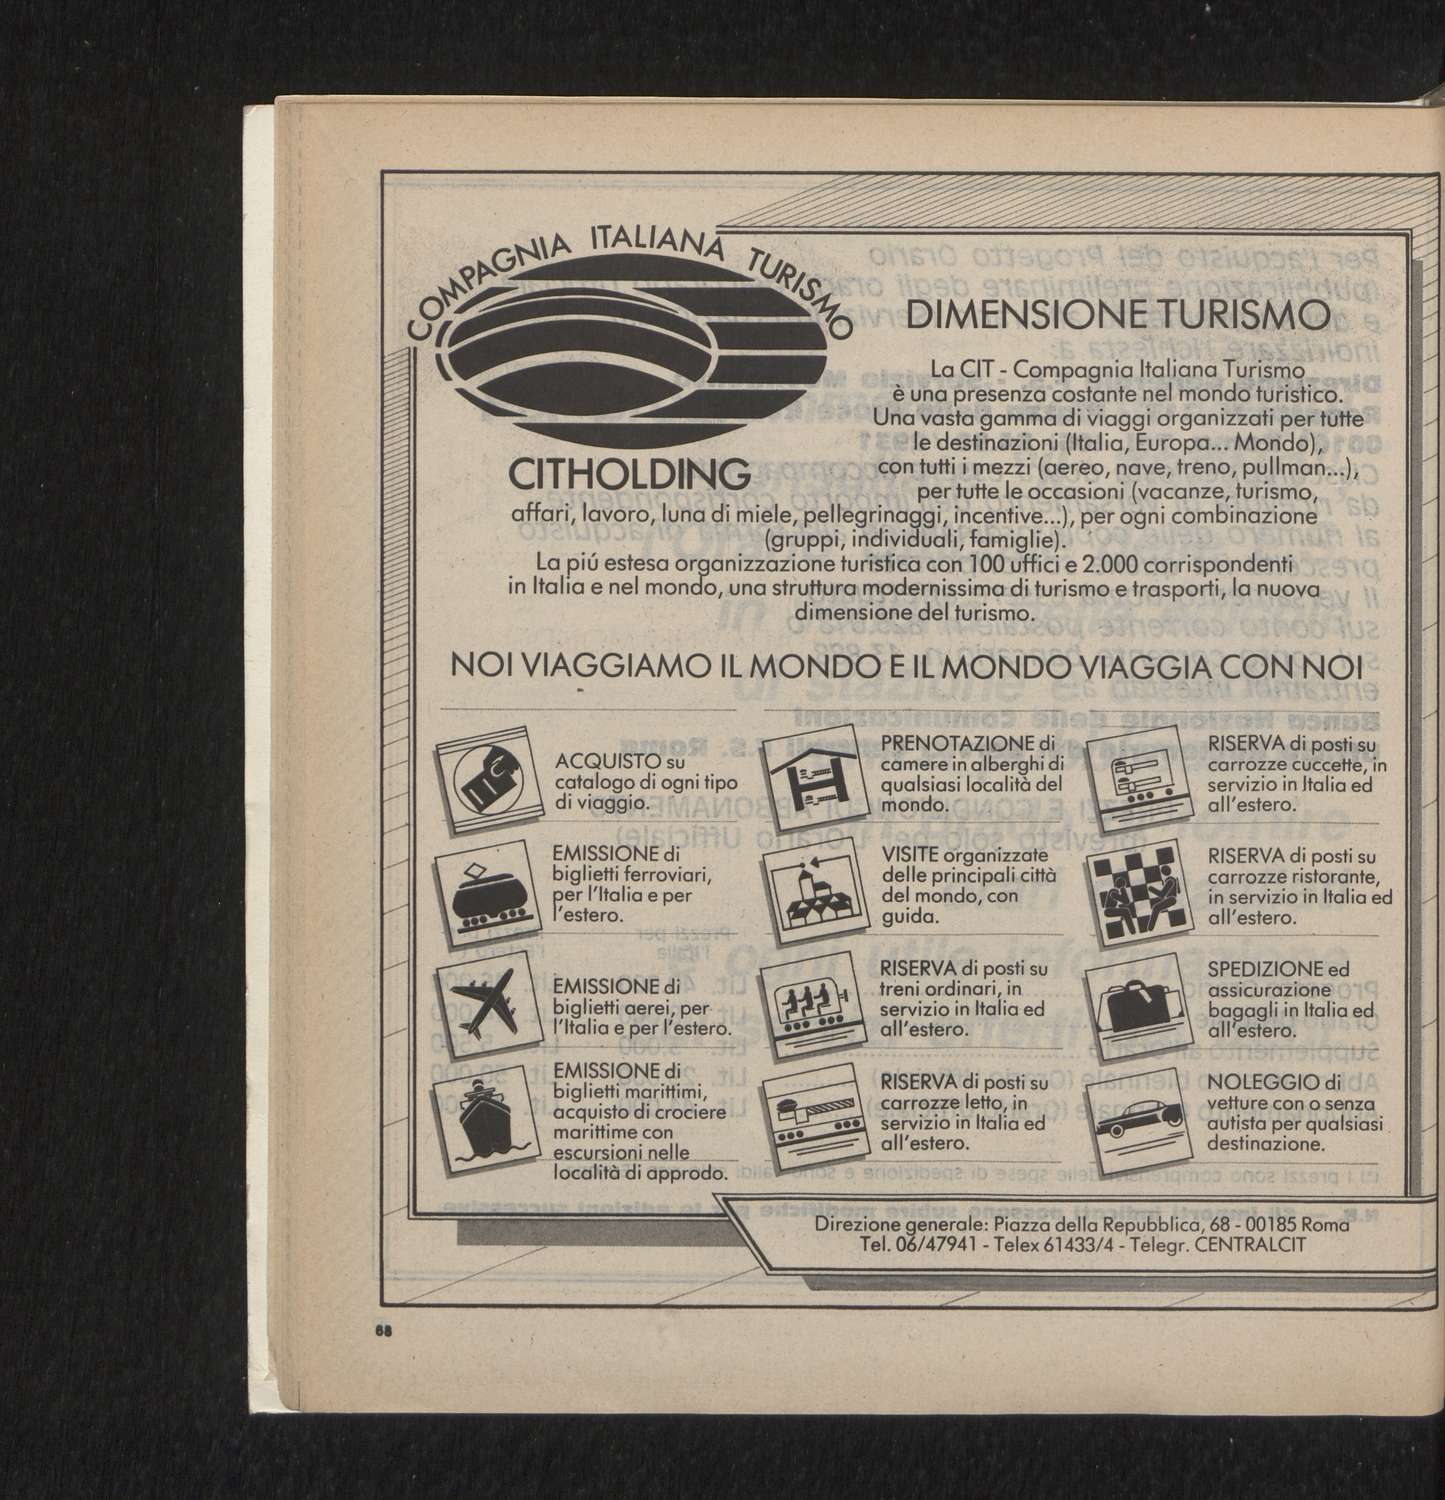 COMPAGNIA ITALIANA TURISMO
CITHOLDING
DIMENSIONE TURISMO
La CIT - Compagnia Italiana Turismo
è una presenza costante nel mondo turistico.
Una vasta gamma di viaggi organizzati per tutte
le destinazioni (Italia, Europa... Mondo),
con tutti i mezzi (aereo, nave, treno, pullman...),
per tutte le occasioni (vacanze, turismo,
affari, lavoro, luna di miele, pellegrinaggi, incentive...), per ogni combinazione
(gruppi, individuali, famiglie).
La piú estesa organizzazione turistica con 100 uffici e 2.000 corrispondenti
in Italia e nel mondo, una struttura modernissima di turismo e trasporti, la nuova
dimensione del turismo.
NOI VIAGGIAMO IL MONDO E IL MONDO VIAGGIA CON NOI
ACQUISTO su
catalogo di ogni tipo
di viaggio.
EMISSIONE di
biglietti ferroviari,
per l'Italia e per
l'estero.
EMISSIONE di
biglietti aerei, per
l'Italia e per l'estero.
EMISSIONE di
biglietti marittimi,
acquisto di crociere
marittime con
escursioni nelle
località di approdo.
PRENOTAZIONE di
camere in alberghi di
qualsiasi località del
mondo.
VISITE organizzate
delle principali città
del mondo, con
guida.
RISERVA di posti su
treni ordinari, in
servizio in Italia ed
all'estero.
RISERVA di posti su
carrozze letto, in
servizio in Italia ed
all'estero.
RISERVA di posti su
carrozze cuccette, in
servizio in Italia ed
all'estero.
RISERVA di posti su
carrozze ristorante,
in servizio in Italia ed
all'estero.
SPEDIZIONE ed
assicurazione
bagagli in Italia ed
all'estero.
NOLEGGIO di
vetture con o senza
autista per qualsiasi
destinazione.
Direzione generale: Piazza della Repubblica, 68 - 00185 Roma
Tel. 06/47941 - Telex 61433/4 - Telegr. CENTRALCIT
68